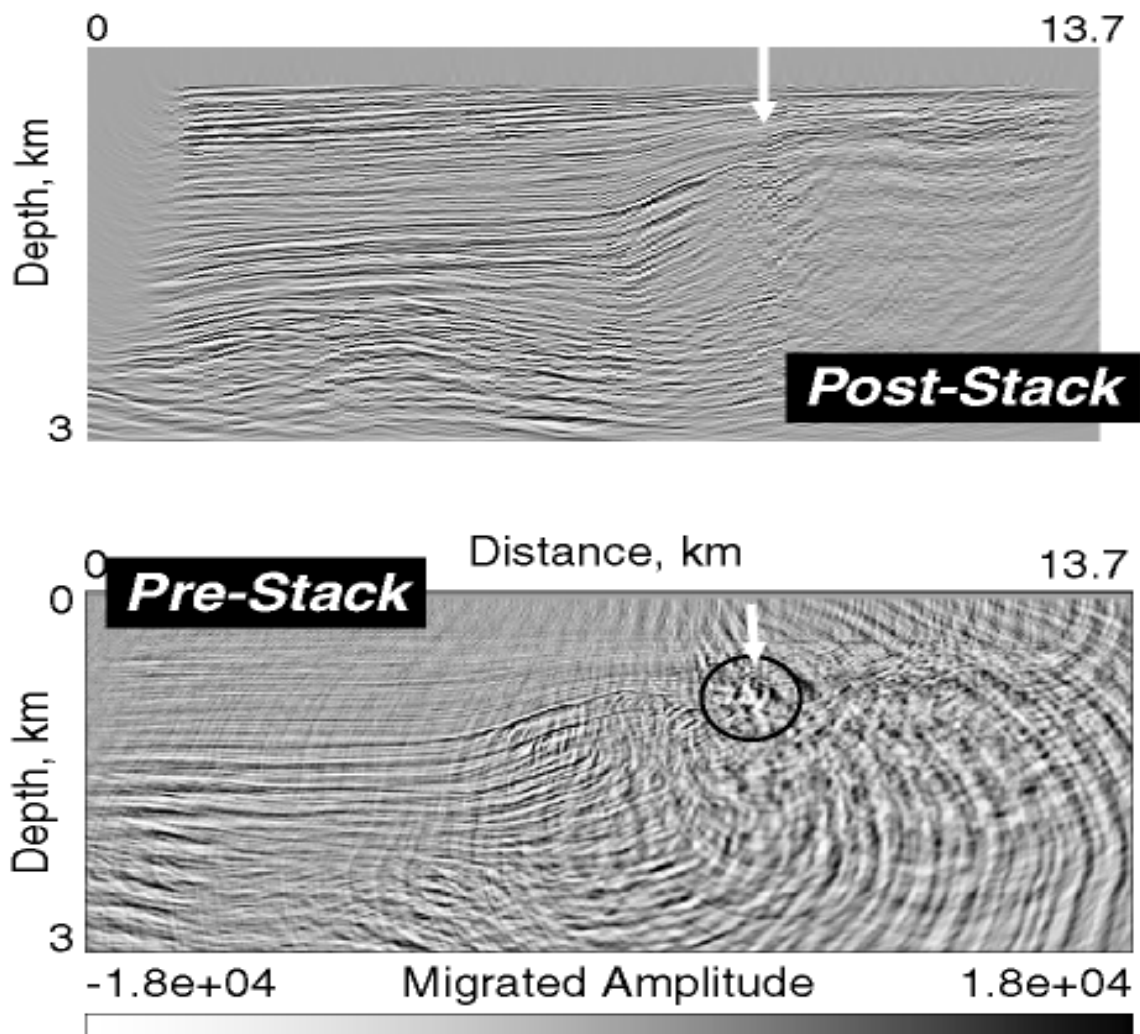 0 13.7
Depth, km
Post-Stack
3
Distance, km
0 13.7
Pre-Stack
0
Depth, km
3
-1.8e+04 Migrated Amplitude 1.8e+04